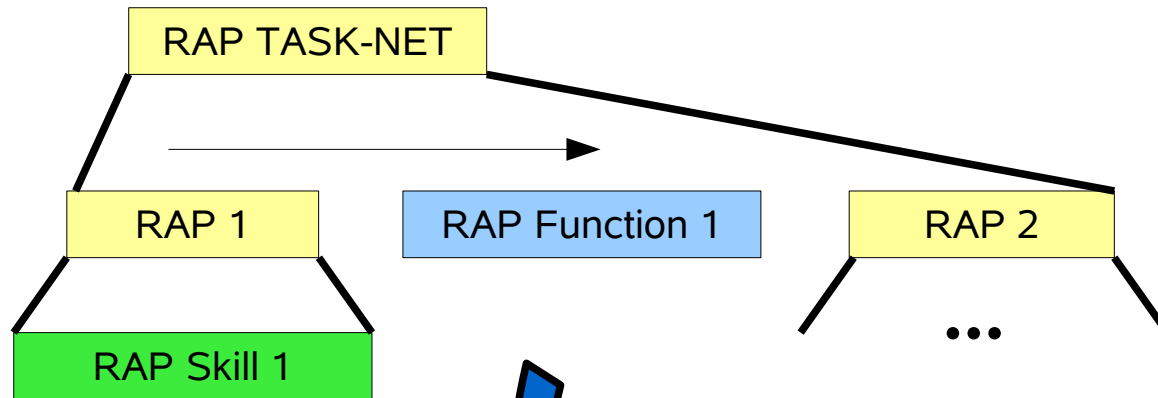 RAP TASK-NET
RAP 1
RAP Function 1
RAP 2
...
RAP Skill 1